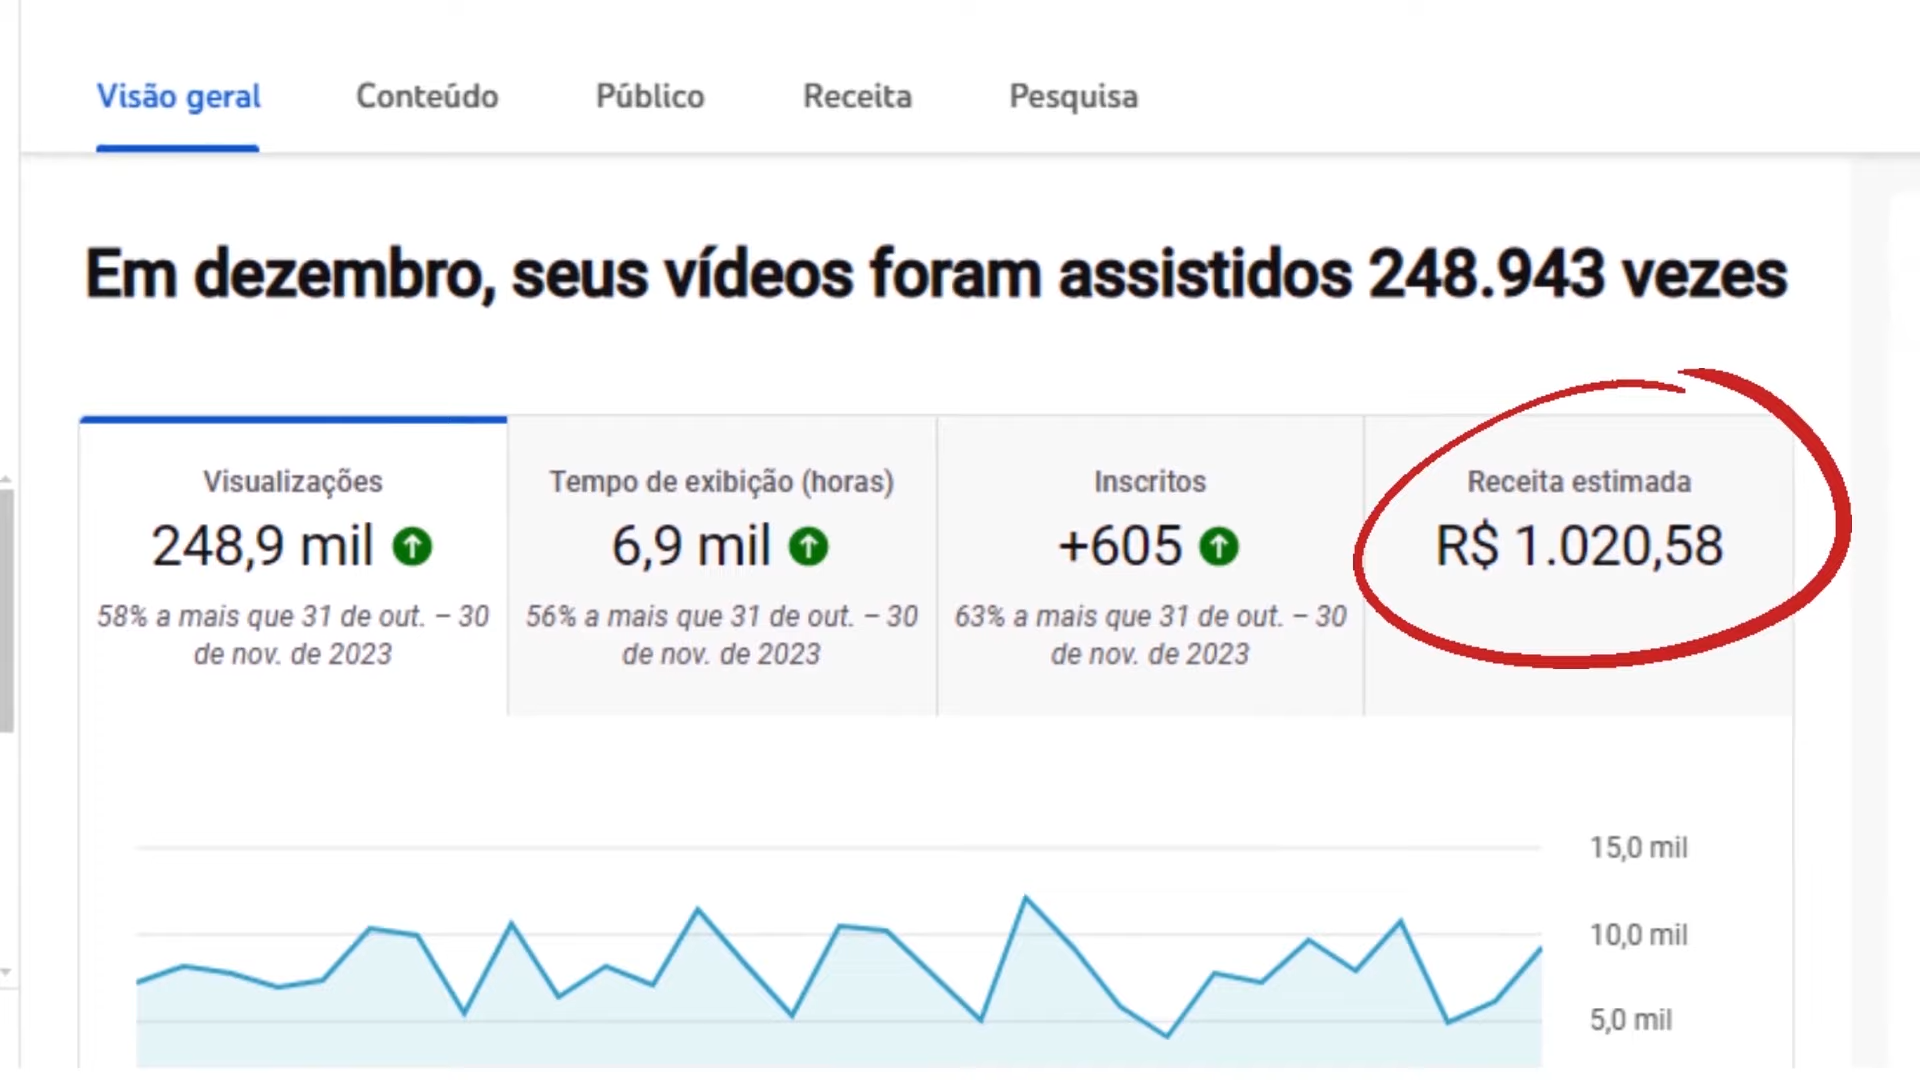 Visão geral Conteúdo Público Receita Pesquisa
Em dezembro, seus vídeos foram assistidos 248.943 vezes
Visualizações
248,9 mil
58% a mais que 31 de out. – 30
de nov. de 2023
Tempo de exibição (horas)
6,9 mil
56% a mais que 31 de out. – 30
de nov. de 2023
Inscritos
+605
63% a mais que 31 de out. – 30
de nov. de 2023
Receita estimada
R$ 1.020,58
15,0 mil
10,0 mil
5,0 mil